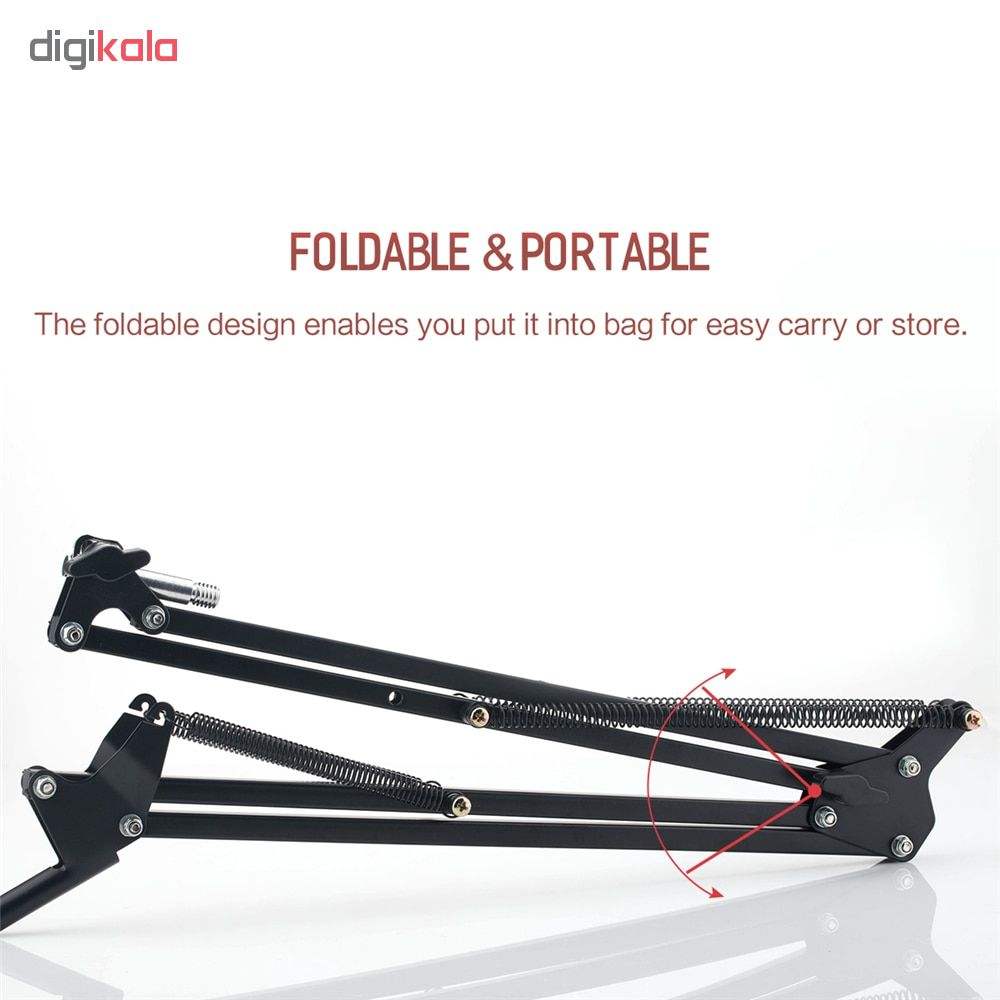 digikala
FOLDABLE & PORTABLE
The foldable design enables you put it into bag for easy carry or store.